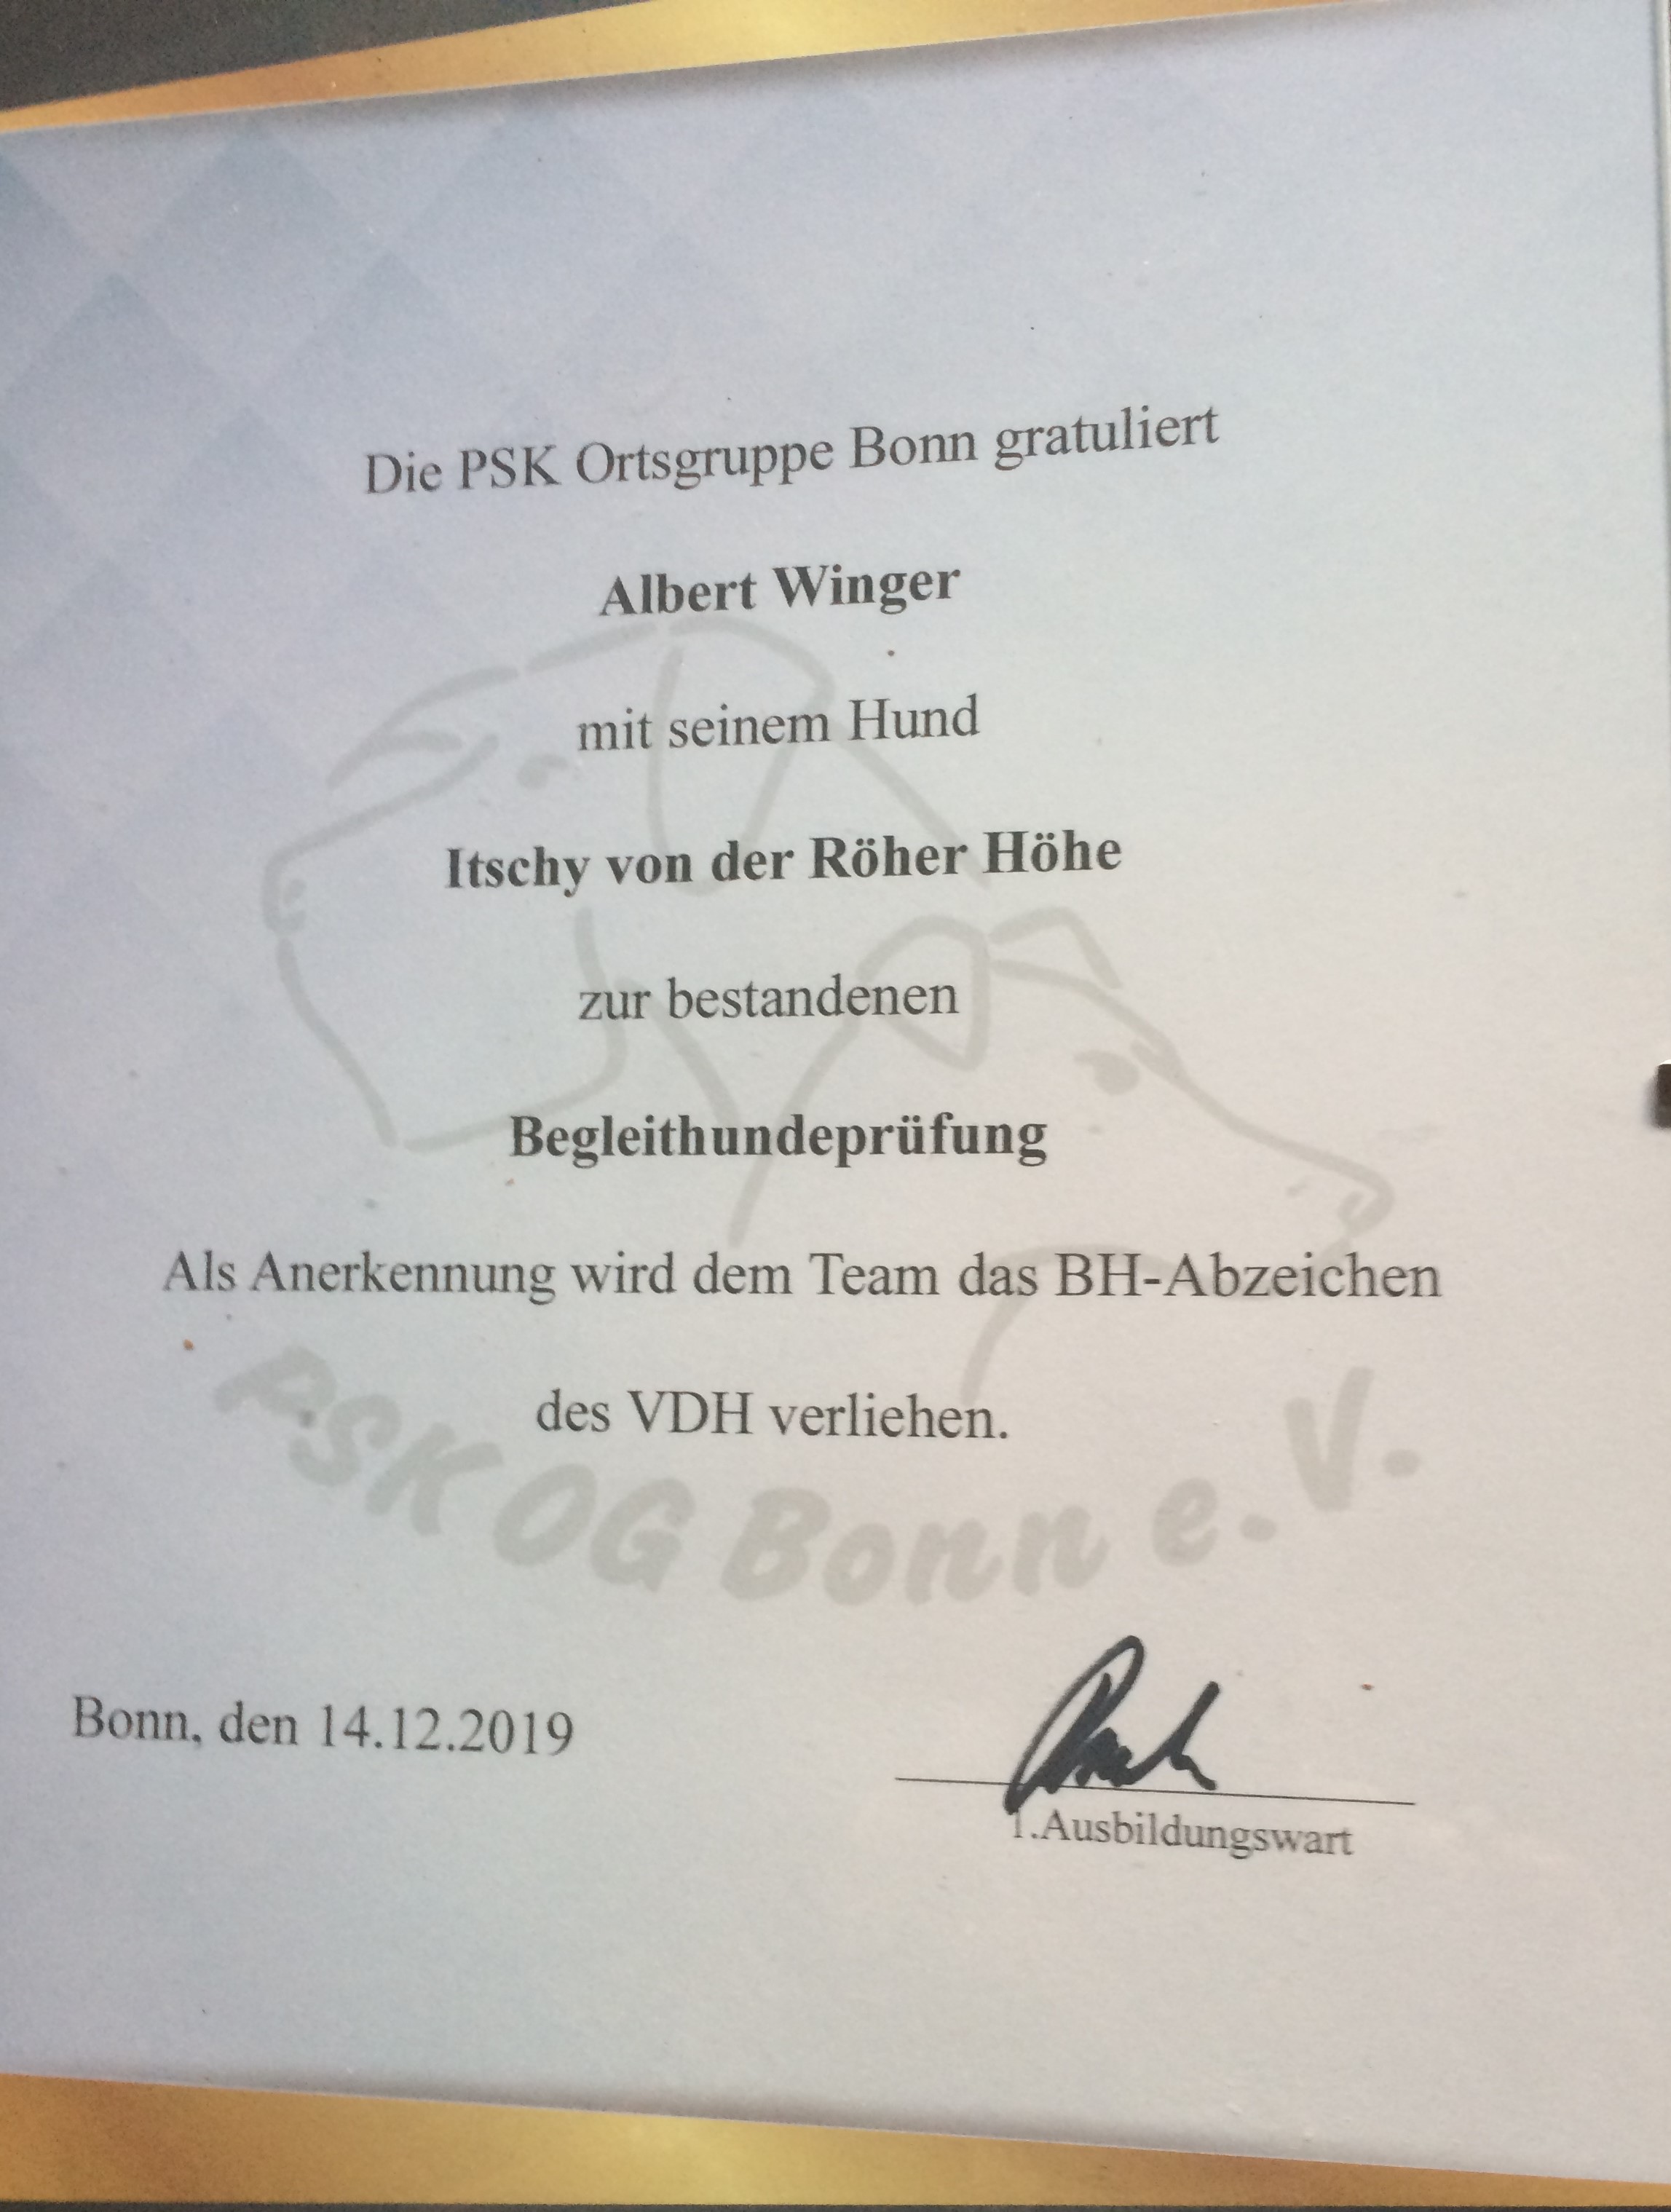 Die PSK Ortsgruppe Bonn gratuliert
Albert Winger
mit seinem Hund
Itschy von der Röher Höhe
zur bestandenen
Begleithundeprüfung
Als Anerkennung wird dem Team das BH-Abzeichen
des VDH verliehen.
PSK OG Bonn e.V.
Bonn, den 14.12.2019
1.Ausbildungswart